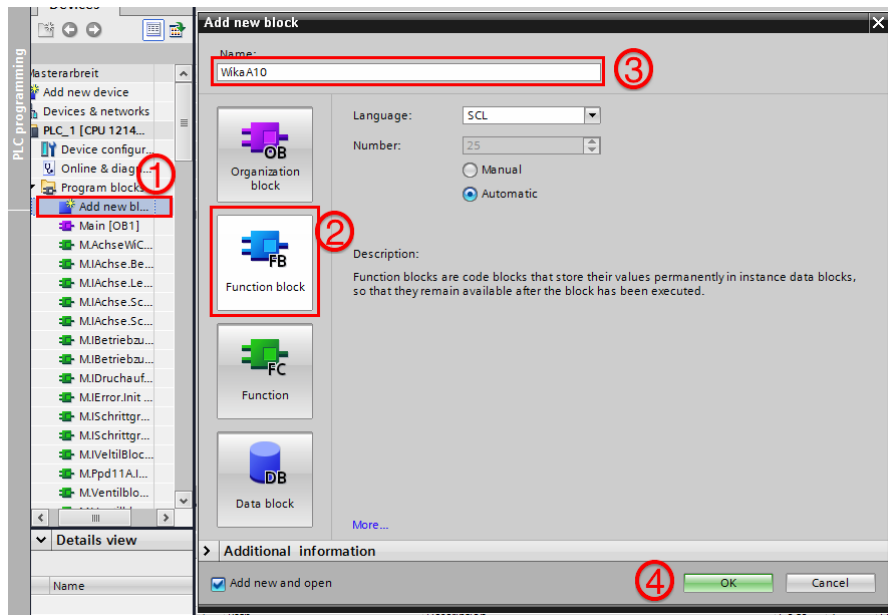 Devices
PLC programming
Masterarbreit
Add new device
Devices & networks
PLC_1 [CPU 1214...
Device configur...
Online & diag...
Program blocks
Add new bl...
Main [OB1]
M.AchseWiC...
M.IAchse.Be...
M.IAchse.Le...
M.IAchse.Sc...
M.IAchse.Sc...
M.IBetriebzu...
M.IBetriebzu...
M.IDruchauf...
M.IError.Init ...
M.ISchrittgr...
M.ISchrittgr...
M.IVeltilBloc...
M.Ppd11A.I...
M.Ventilblo...
Details view
Name
1
Add new block
Name:
WikaA10
3
OB
Organization
block
2
FB
Function block
FC
Function
DB
Data block
Language:
SCL
Number:
25
Manual
Automatic
Description:
Function blocks are code blocks that store their values permanently in instance data blocks,
so that they remain available after the block has been executed.
More...
Additional information
Add new and open
4
OK
Cancel